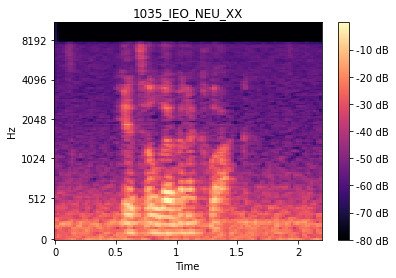 1035_IEO_NEU_XX
8192
4096
2048
1024
512
0
Hz
0
0.5
1
1.5
2
Time
-10 dB
-20 dB
-30 dB
-40 dB
-50 dB
-60 dB
-70 dB
-80 dB